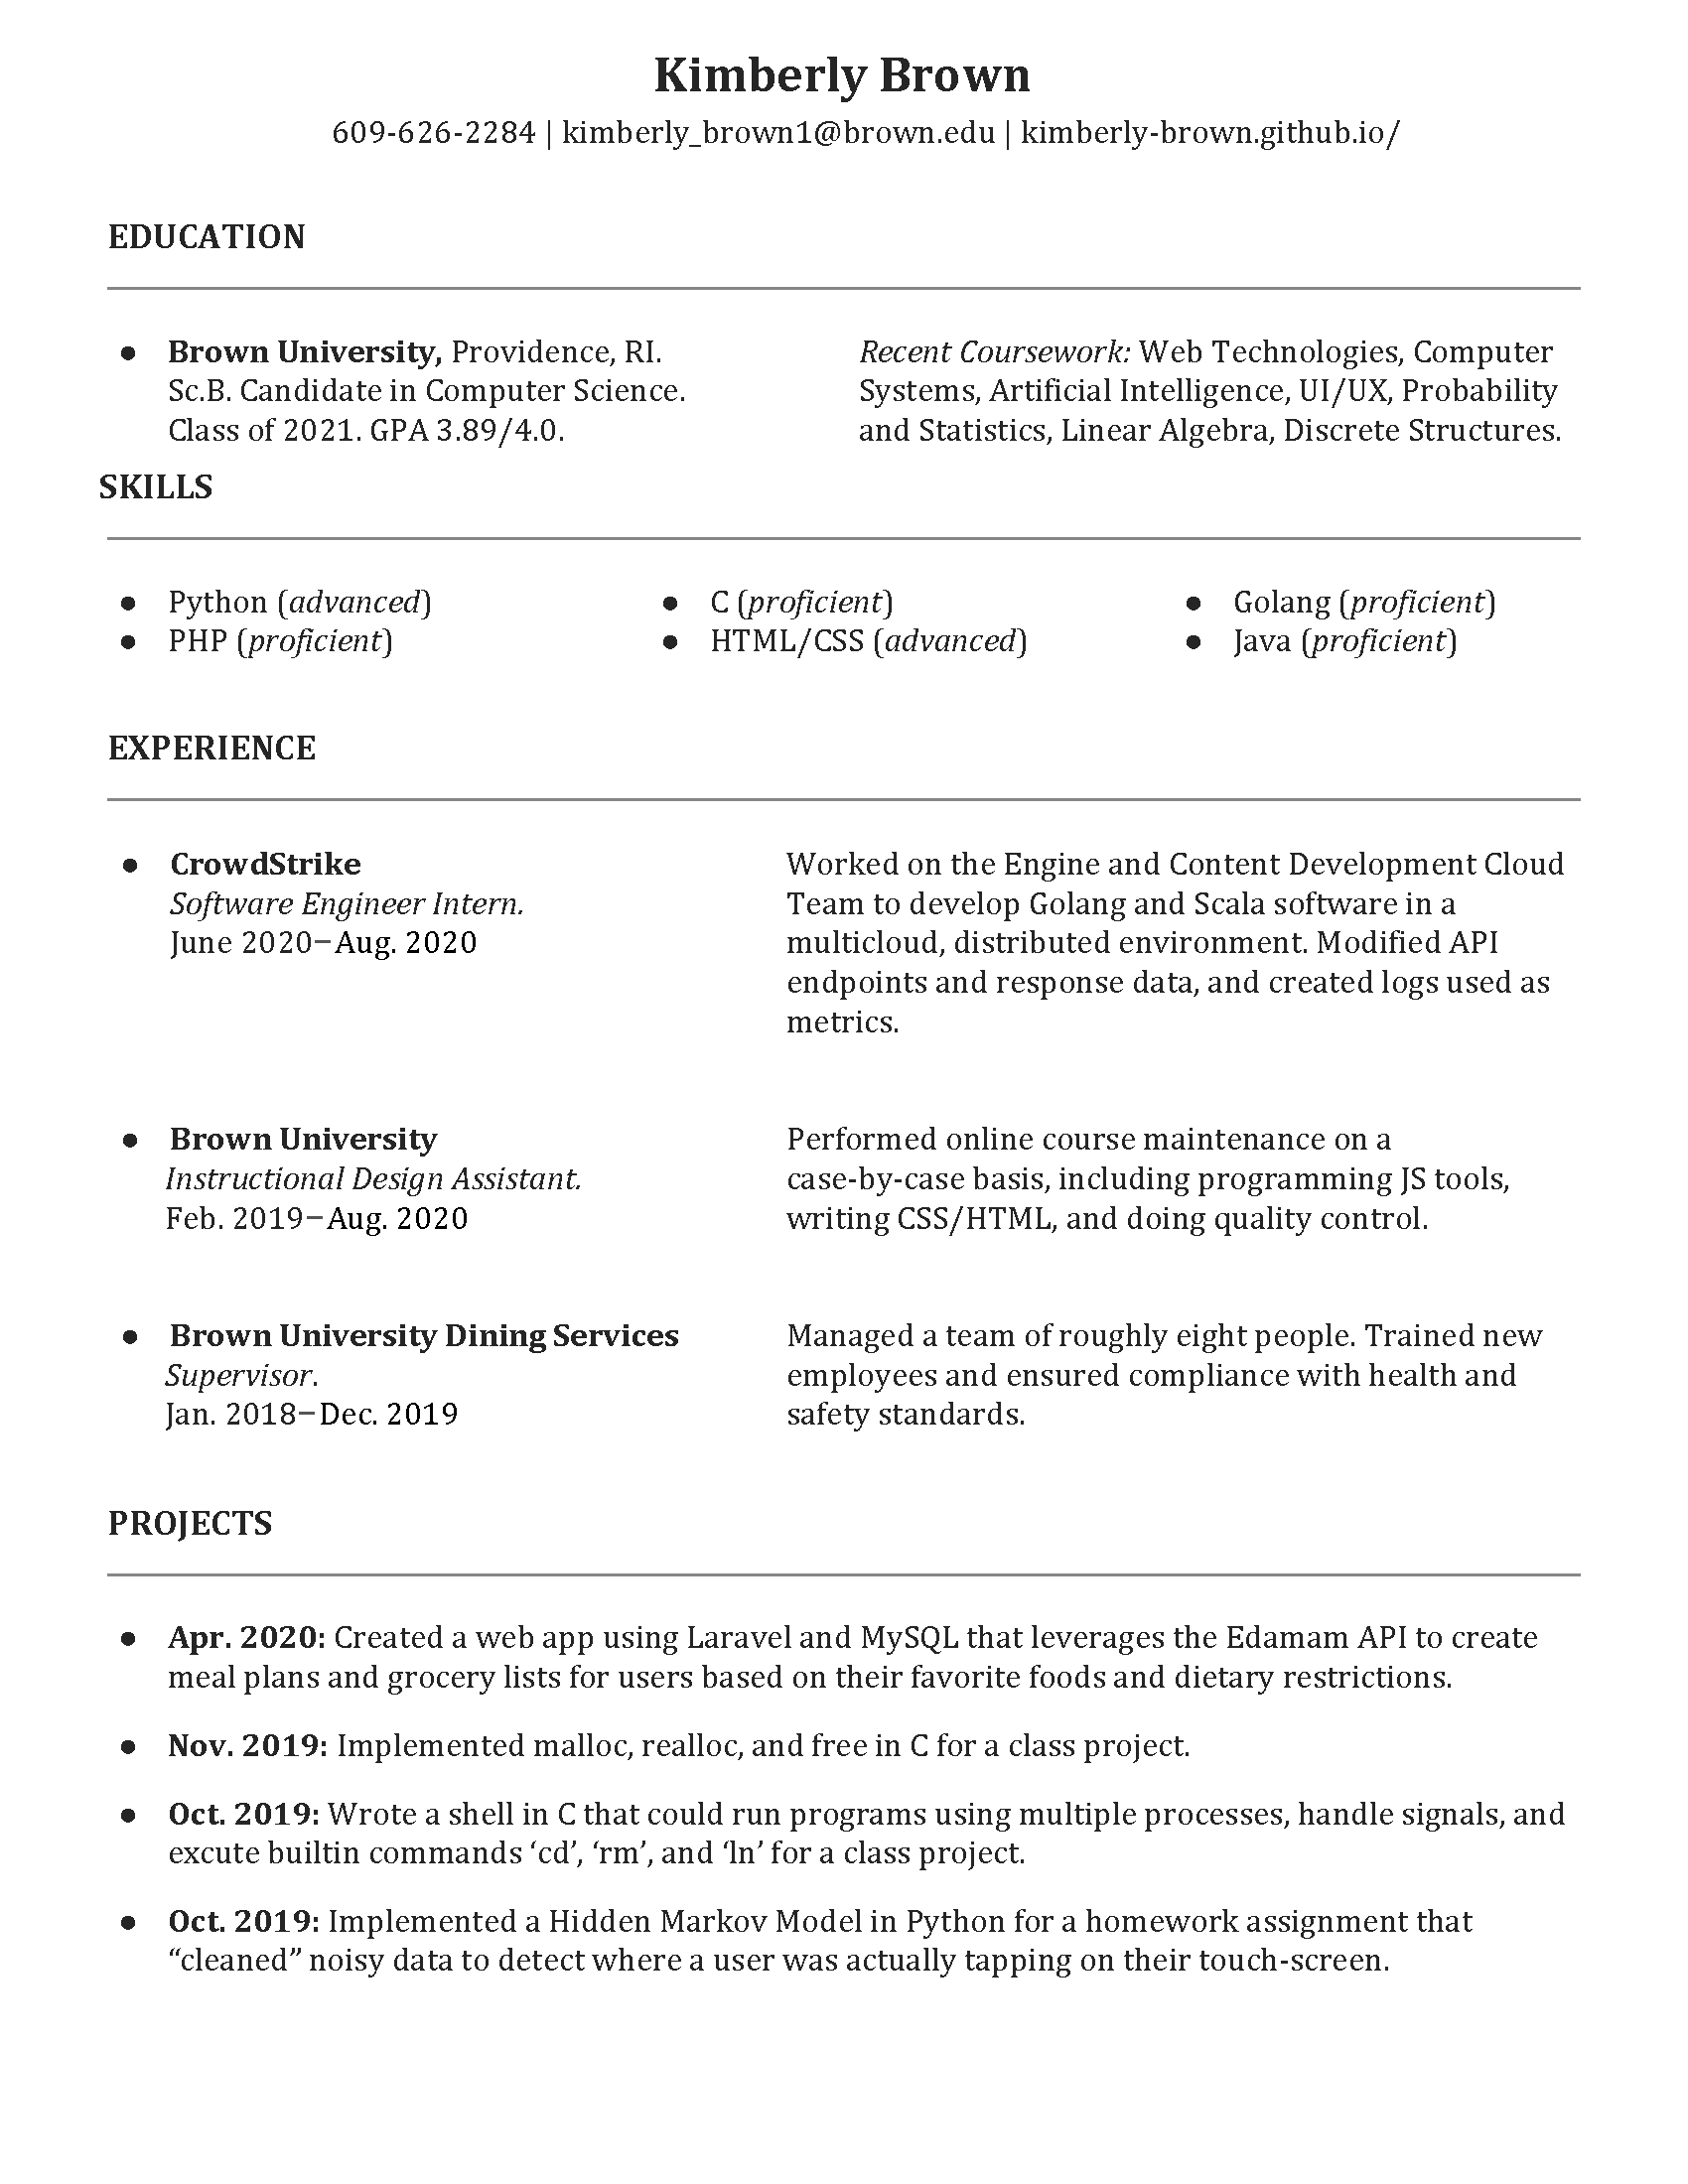 Kimberly Brown
609-626-2284 | kimberly_brown1@brown.edu | kimberly-brown.github.io/
EDUCATION
● Brown University, Providence, RI.
Sc.B. Candidate in Computer Science.
Class of 2021. GPA 3.89/4.0.
Recent Coursework: Web Technologies, Computer
Systems, Artificial Intelligence, UI/UX, Probability
and Statistics, Linear Algebra, Discrete Structures.
SKILLS
● Python (advanced)
● PHP (proficient)
● C (proficient)
● HTML/CSS (advanced)
● Golang (proficient)
● Java (proficient)
EXPERIENCE
● CrowdStrike
Software Engineer Intern.
June 2020–Aug. 2020
Worked on the Engine and Content Development Cloud
Team to develop Golang and Scala software in a
multicloud, distributed environment. Modified API
endpoints and response data, and created logs used as
metrics.
● Brown University
Instructional Design Assistant.
Feb. 2019–Aug. 2020
Performed online course maintenance on a
case-by-case basis, including programming JS tools,
writing CSS/HTML, and doing quality control.
● Brown University Dining Services
Supervisor.
Jan. 2018–Dec. 2019
Managed a team of roughly eight people. Trained new
employees and ensured compliance with health and
safety standards.
PROJECTS
● Apr. 2020: Created a web app using Laravel and MySQL that leverages the Edamam API to create
meal plans and grocery lists for users based on their favorite foods and dietary restrictions.
● Nov. 2019: Implemented malloc, realloc, and free in C for a class project.
● Oct. 2019: Wrote a shell in C that could run programs using multiple processes, handle signals, and
excute builtin commands ‘cd’, ‘rm’, and ‘ln’ for a class project.
● Oct. 2019: Implemented a Hidden Markov Model in Python for a homework assignment that
“cleaned” noisy data to detect where a user was actually tapping on their touch-screen.